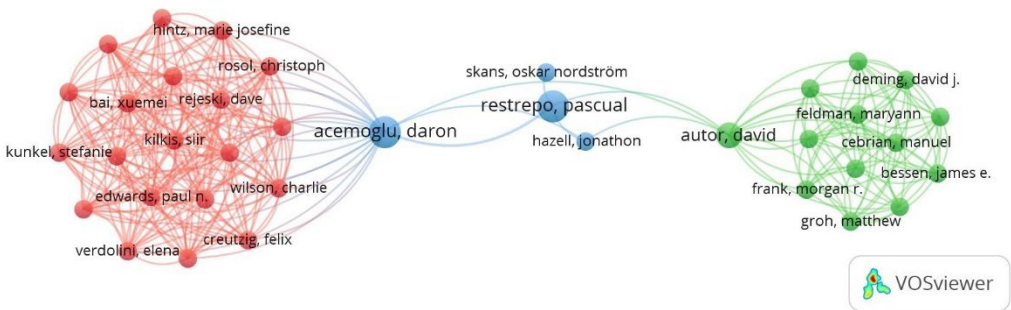 hintz, marie josefine
rosol, christoph
bai, xuemei
rejeski, dave
kilkis, siir
kunkel, stefanie
edwards, paul n.
wilson, charlie
creutzig, felix
verdolini, elena
acemoglu, daron
skans, oskar nordström
restrepo, pascual
hazell, jonathon
autor, david
deming, david j.
feldman, maryann
cebrian, manuel
bessen, james e.
frank, morgan r.
groh, matthew
VOSviewer